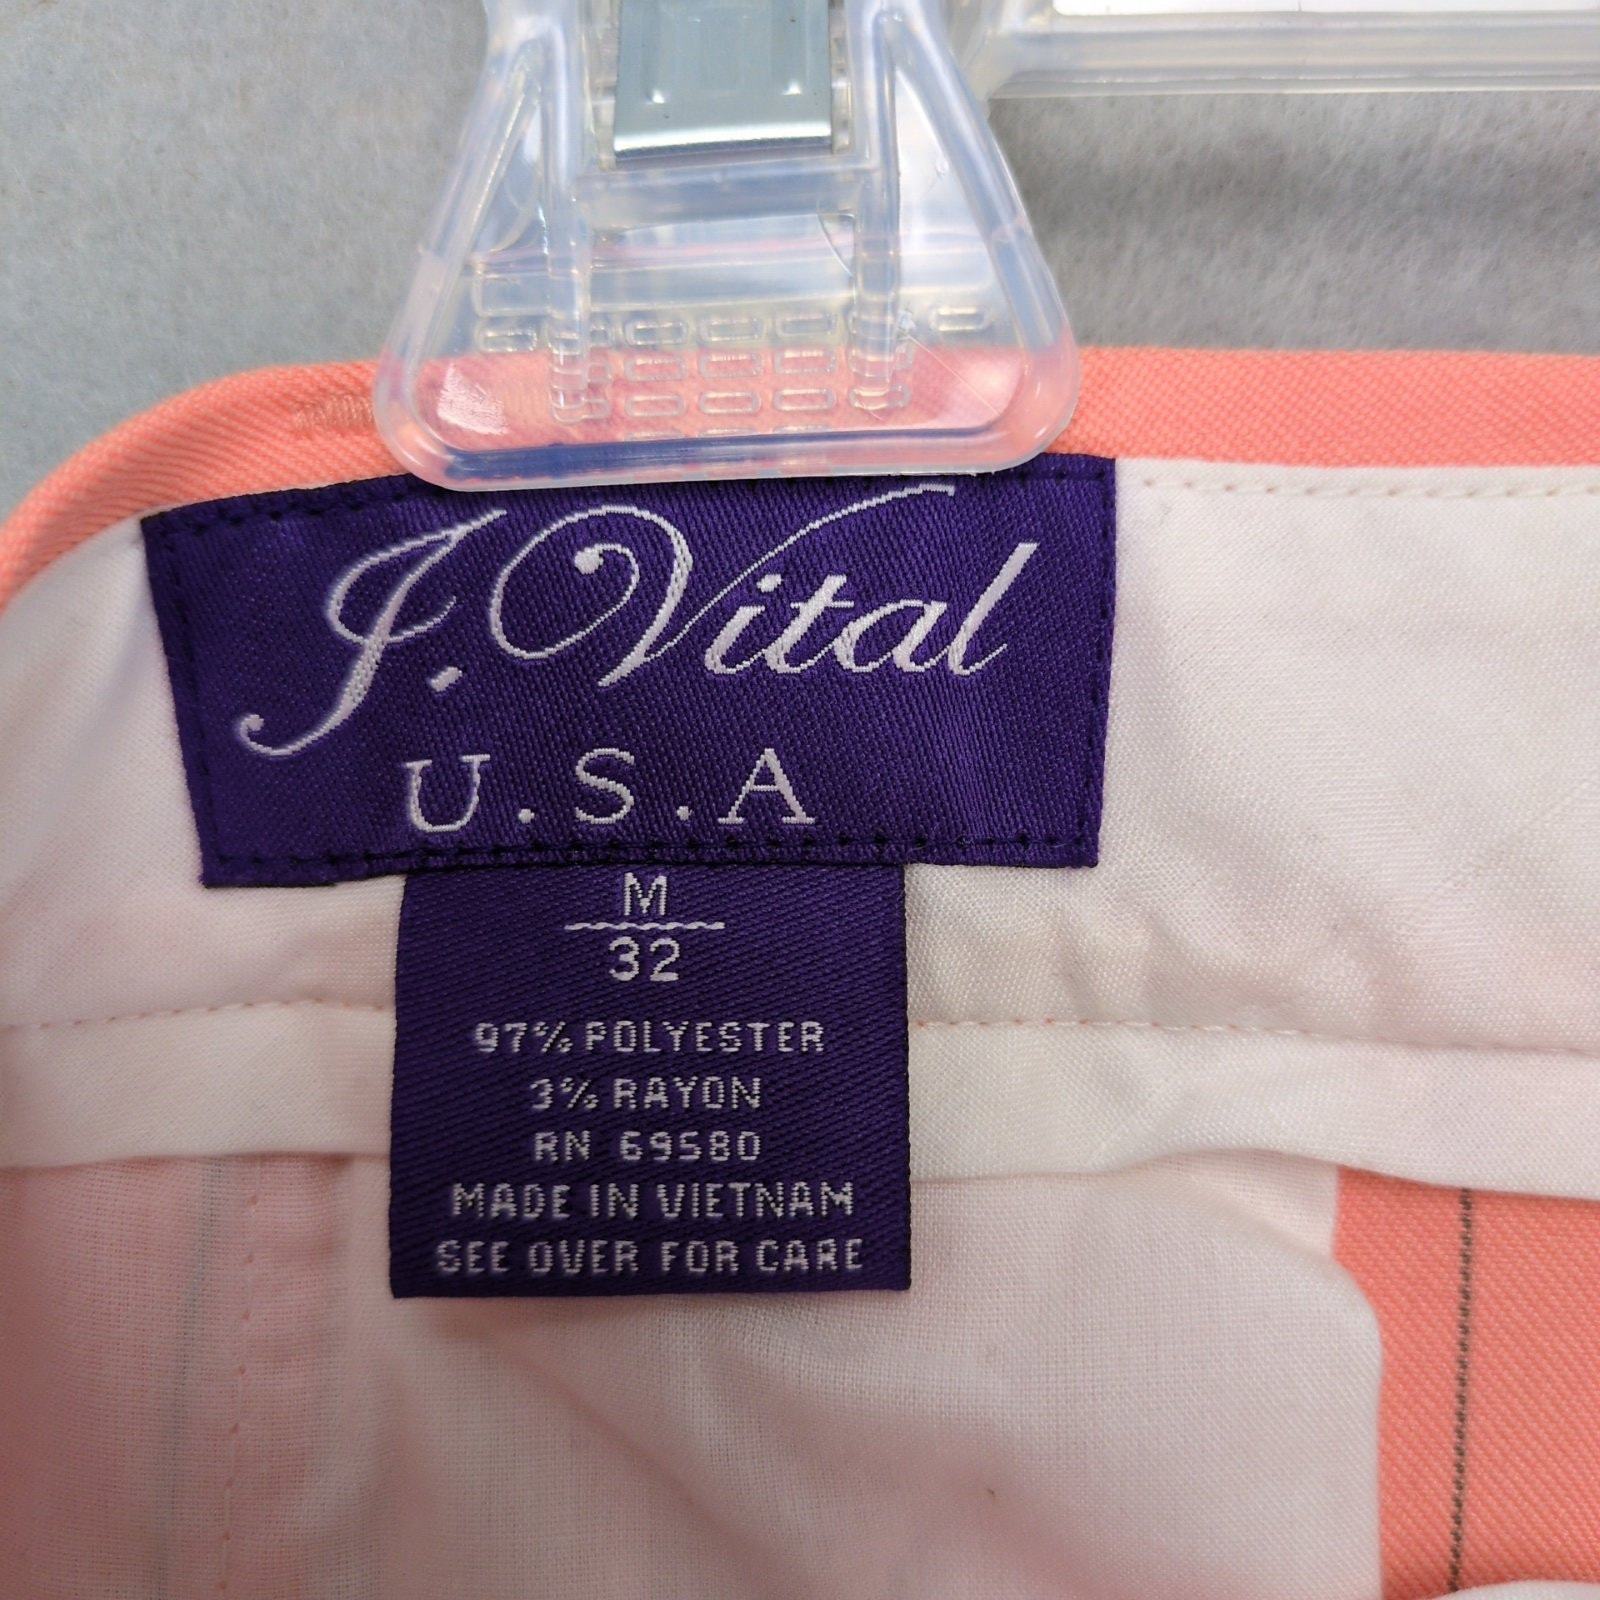 J. Vital
U.S.A
M
32
97% POLYESTER
3% RAYON
RN 69580
MADE IN VIETNAM
SEE OVER FOR CARE